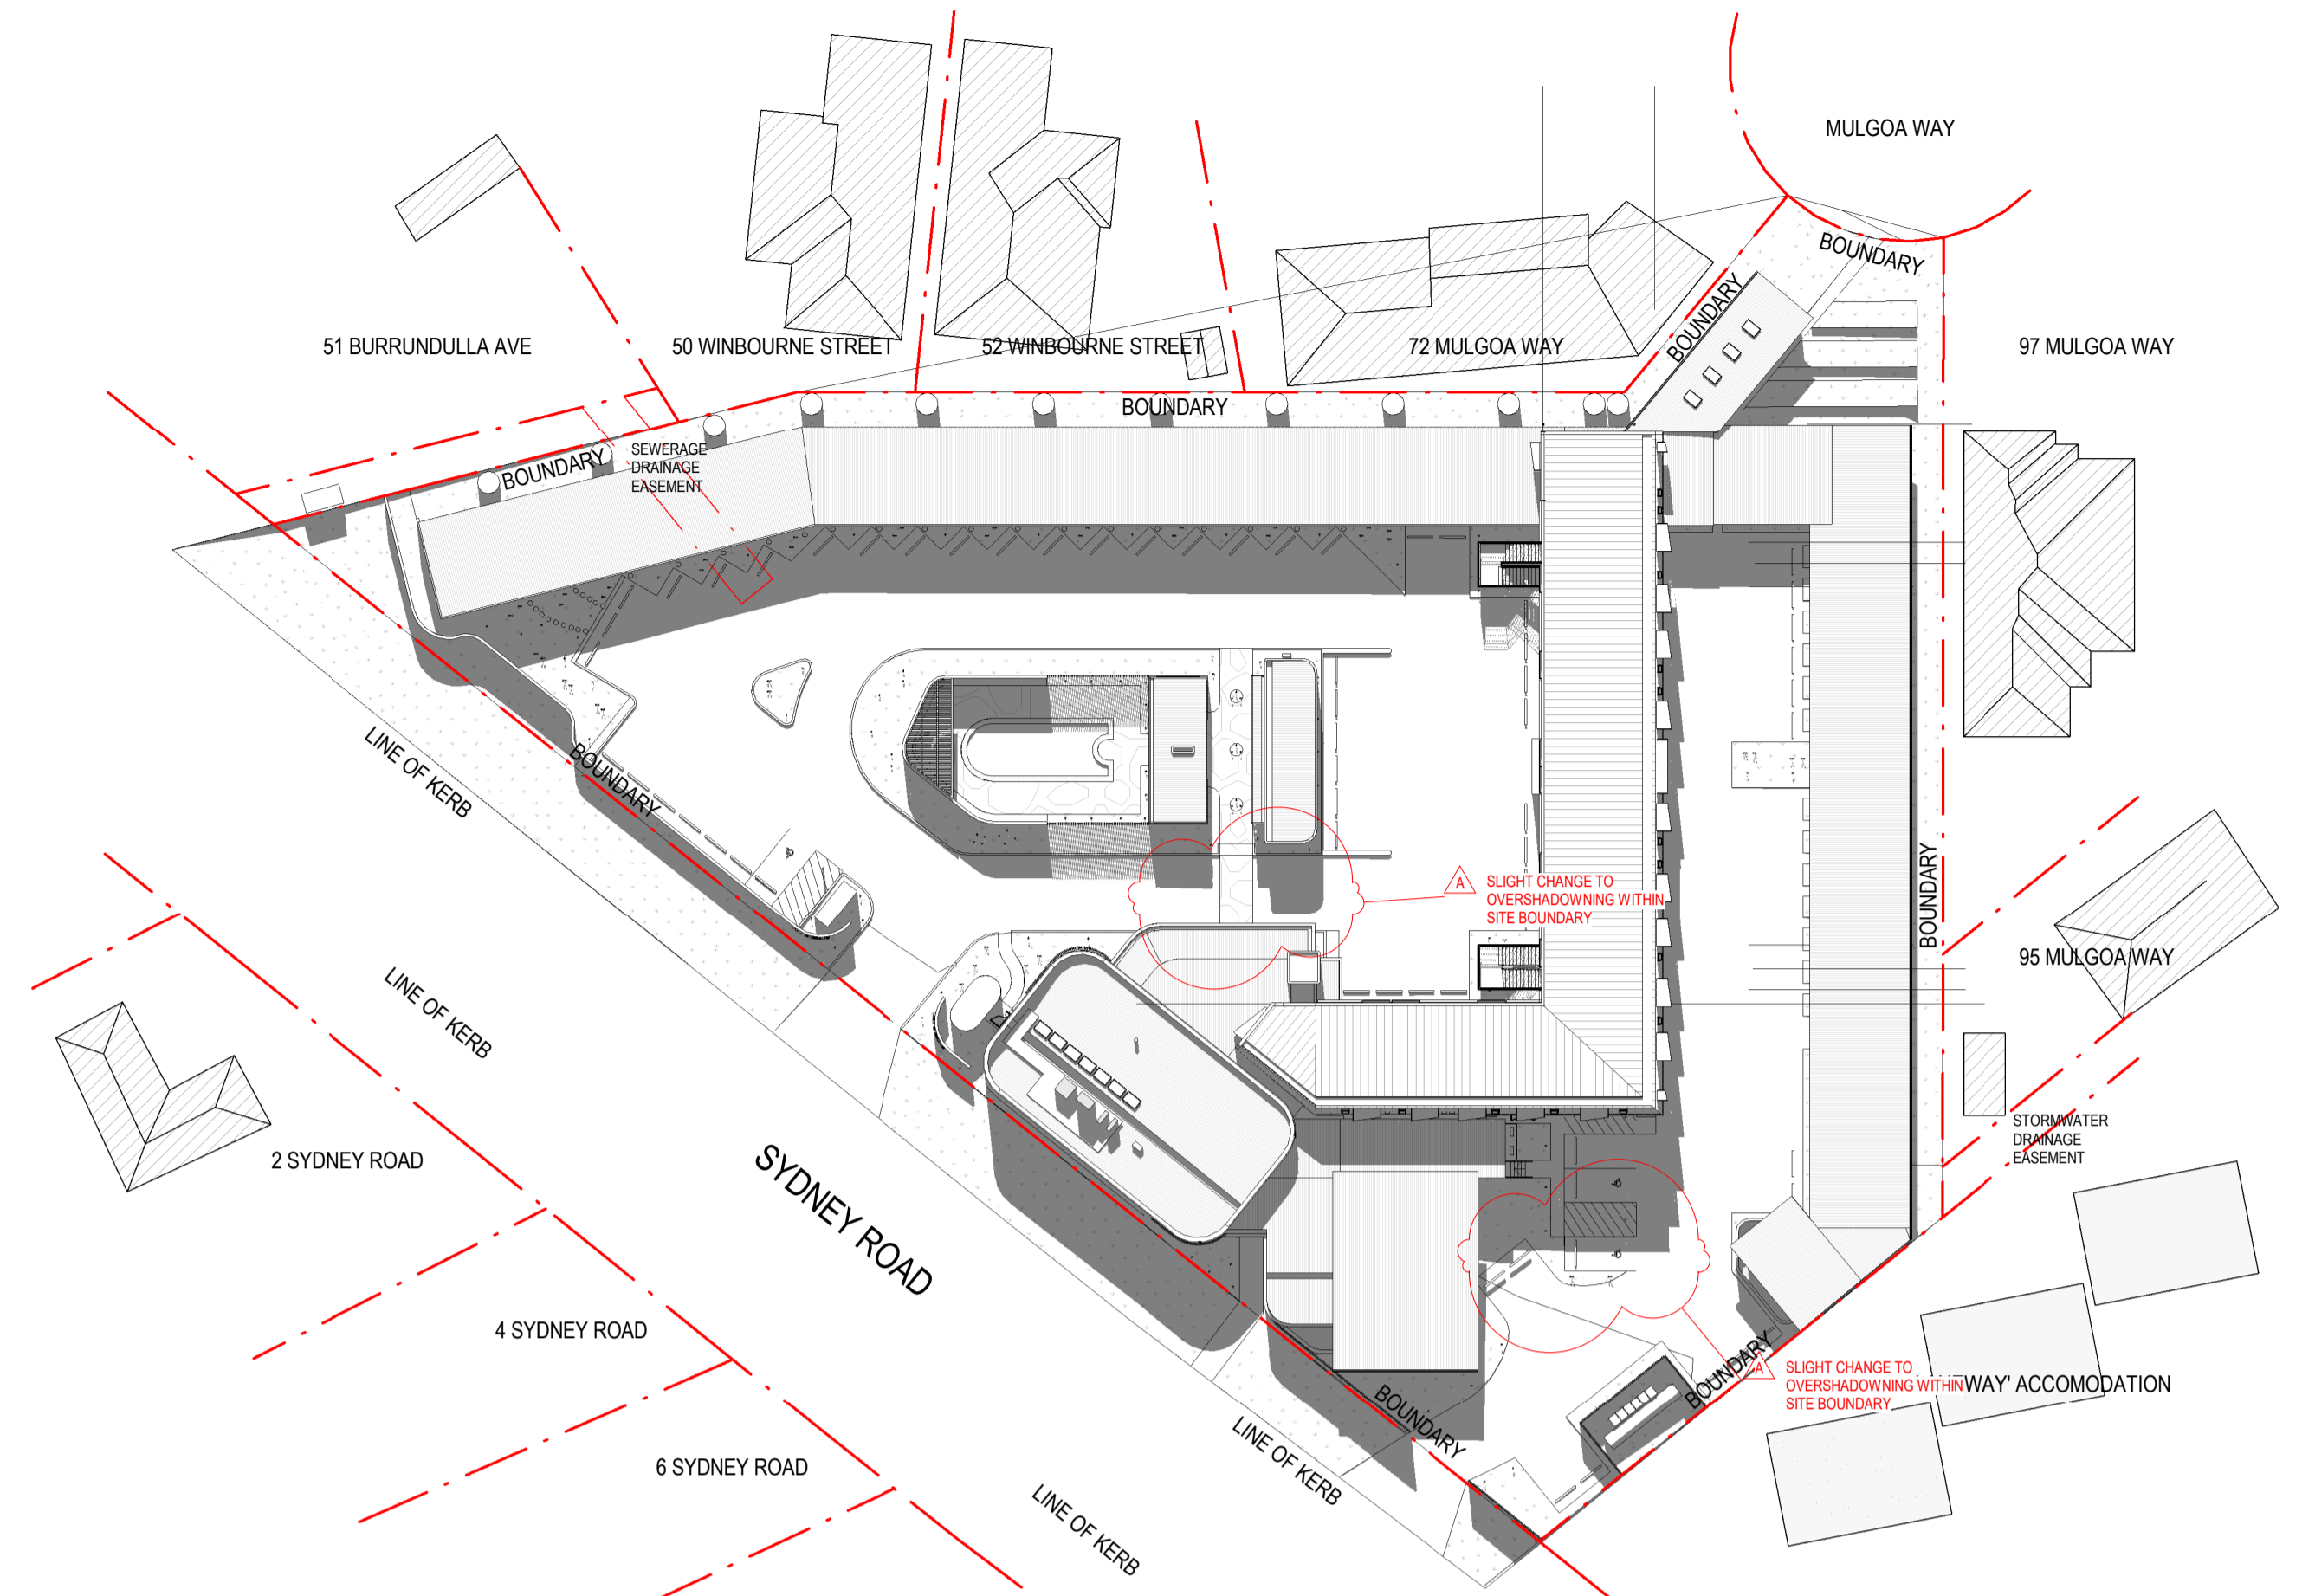 MULGOA WAY
BOUNDARY
BOUNDARY
51 BURRUNDULLA AVE
50 WINBOURNE STREET
52 WINBOURNE STREET
72 MULGOA WAY
97 MULGOA WAY
BOUNDARY
BOUNDARY
SEWERAGE
DRAINAGE
EASEMENT
LINE OF KERB
BOUNDARY
A
SLIGHT CHANGE TO
OVERSHADOWNING WITHIN
SITE BOUNDARY
BOUNDARY
95 MULGOA WAY
LINE OF KERB
STORMWATER
DRAINAGE
EASEMENT
2 SYDNEY ROAD
SYDNEY ROAD
4 SYDNEY ROAD
BOUNDARY
A
SLIGHT CHANGE TO
OVERSHADOWNING WITHIN
SITE BOUNDARY
WAY' ACCOMODATION
BOUNDARY
6 SYDNEY ROAD
LINE OF KERB
LINE OF KERB